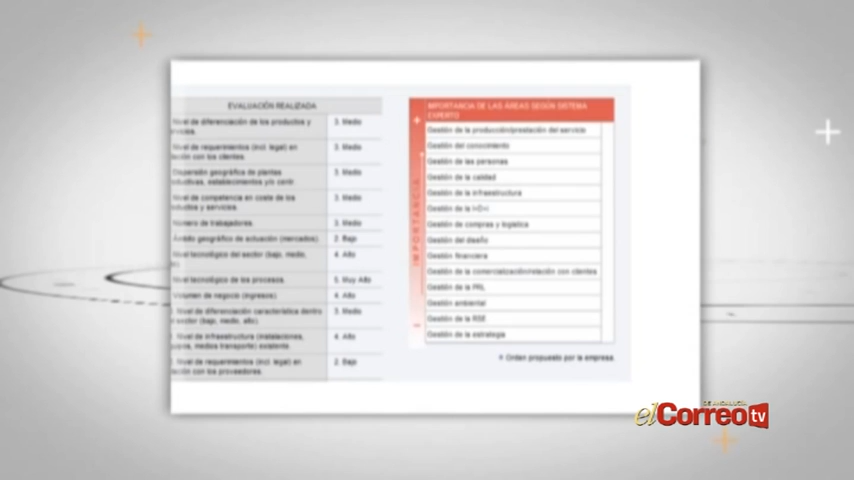 EVALUACIÓN REALIZADA
Nivel de diferenciación de los productos y
3. Medio
Nivel de requerimientos (incl. legal) en
ación con los clientes.
3. Medio
Dispersión geográfica de plantas
ductivas, establecimientos y/o centr
3. Medio
Nivel de competencia en coste de los
ductos y servicios.
3. Medio
Número de trabajadores.
3. Medio
Ámbito geográfico de actuación (mercados).
2. Bajo
Nivel tecnológico del sector (bajo, medio,
4. Alto
Nivel tecnológico de los procesos.
5. Muy Alto
Volumen de negocio (ingresos).
4. Alto
Nivel de diferenciación característica dentro
sector (bajo, medio, alto).
3. Medio
Nivel de infraestructura (instalaciones,
medios transporte) existente.
4. Alto
Nivel de requerimientos (incl. legal) en
ación con los proveedores.
2. Bajo
IMPORTANCIA DE LAS ÁREAS SEGÚN SISTEMA
EXPERTO
+
IMPORTANCIA
–
Gestión de la producción/prestación del servicio
Gestión del conocimiento
Gestión de las personas
Gestión de la calidad
Gestión de la infraestructura
Gestión de la I+D+i
Gestión de compras y logística
Gestión del diseño
Gestión financiera
Gestión de la comercialización/relación con clientes
Gestión de la PRL
Gestión ambiental
Gestión de la RSE
Gestión de la estrategia
Orden propuesto por la empresa
DE ANDALUCÍA
elCorreo tv